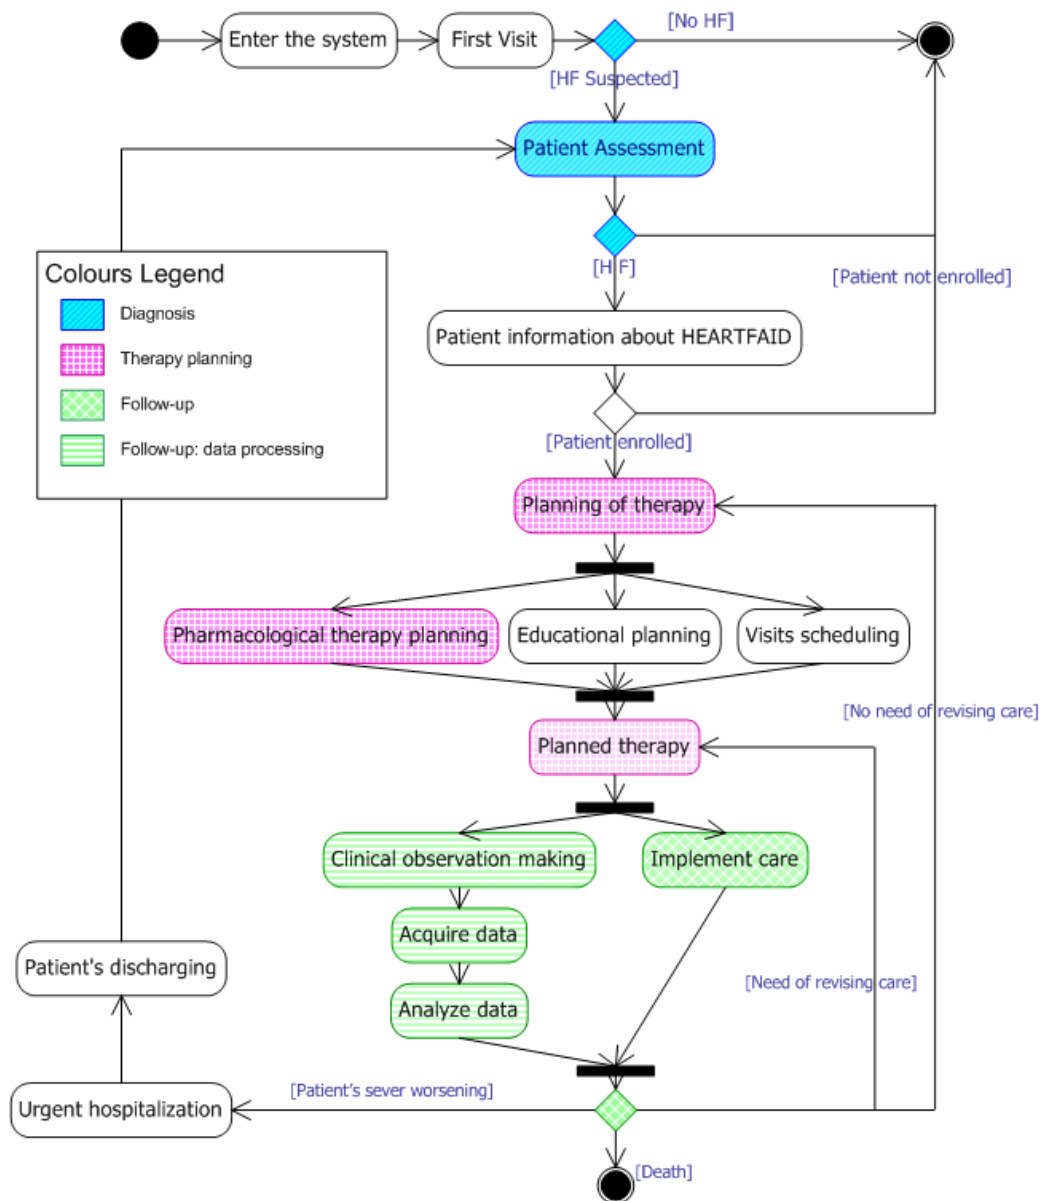 Enter the system
First Visit
[No HF]
[HF Suspected]
Patient Assessment
[HF]
[Patient not enrolled]
Colours Legend
Diagnosis
Therapy planning
Follow-up
Follow-up: data processing
Patient information about HEARTFAID
[Patient enrolled]
Planning of therapy
Pharmacological therapy planning
Educational planning
Visits scheduling
[No need of revising care]
Planned therapy
Clinical observation making
Implement care
Acquire data
Patient's discharging
[Need of revising care]
Analyze data
[Patient's sever worsening]
Urgent hospitalization
[Death]